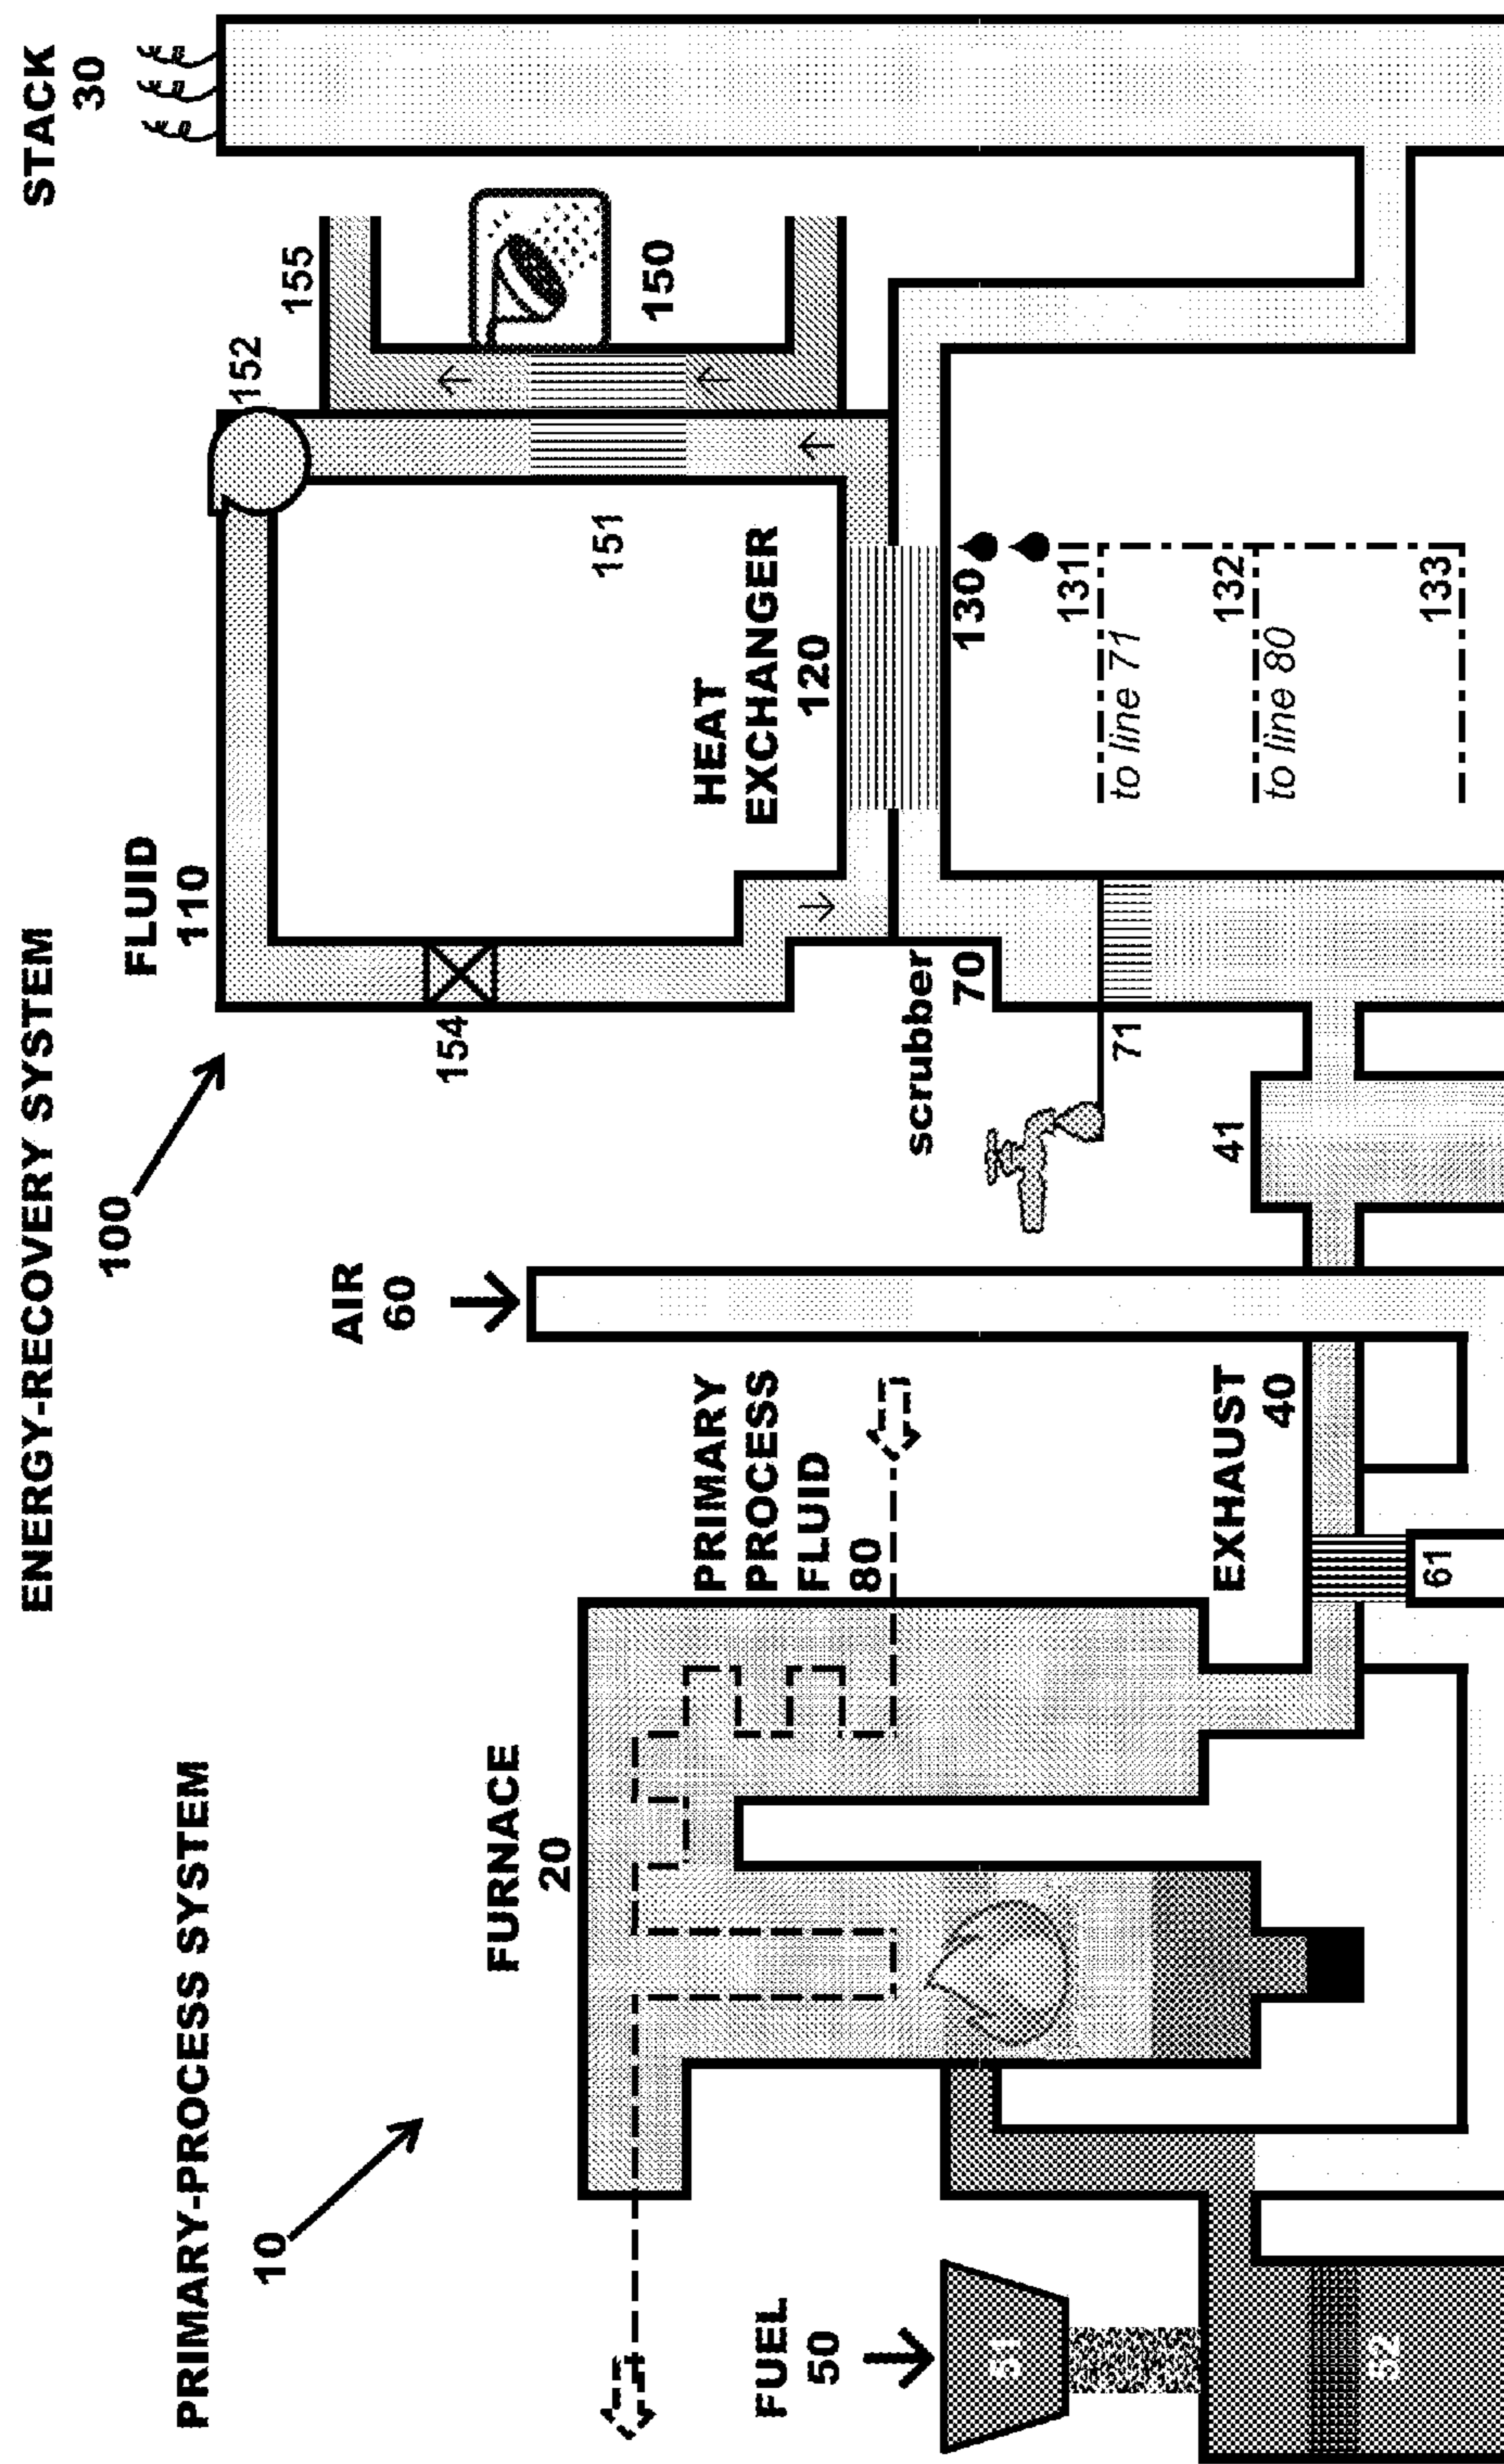 ENERGY-RECOVERY SYSTEM
100
PRIMARY-PROCESS SYSTEM
10
STACK
30
FLUID
110
152
155
154
151
150
HEAT
EXCHANGER
120
AIR
60
FURNACE
20
PRIMARY
PROCESS
FLUID
80
FUEL
50
51
52
scrubber
70
71
130
131
to line 71
132
to line 80
133
41
EXHAUST
40
61